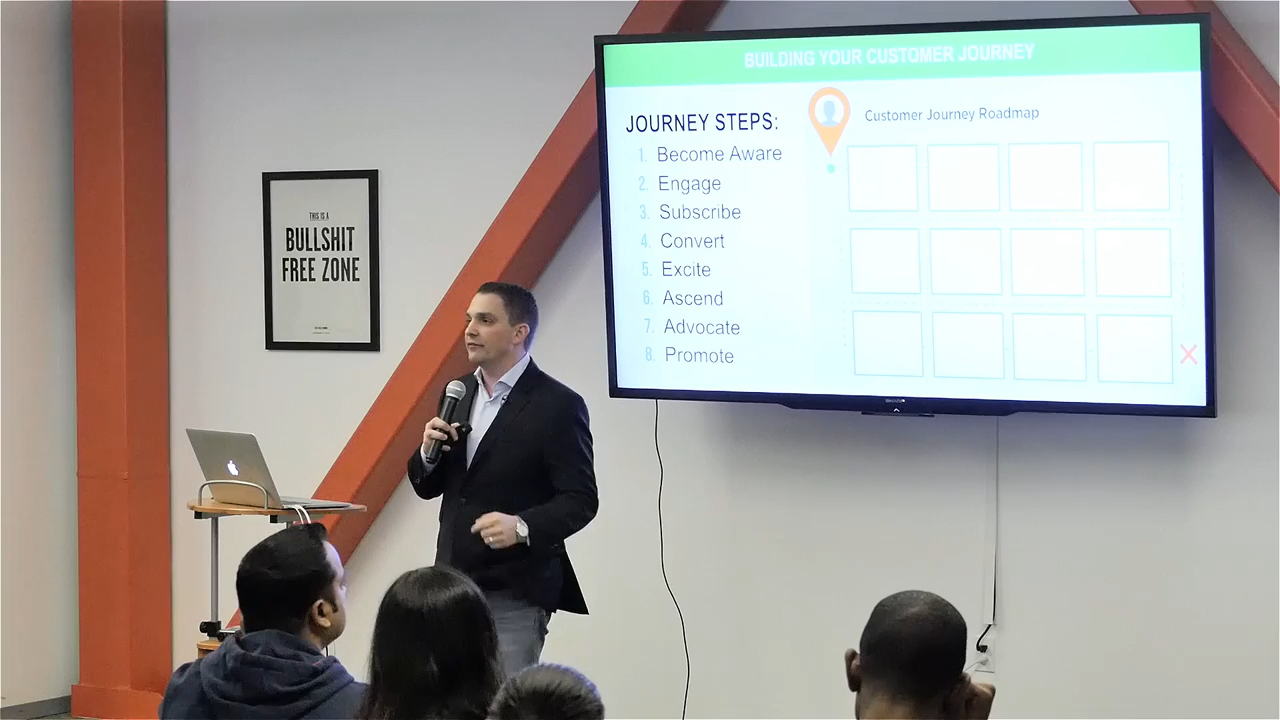 THIS IS A
BULLSHIT
FREE ZONE
BUILDING YOUR CUSTOMER JOURNEY
JOURNEY STEPS:
1. Become Aware
2. Engage
3. Subscribe
4. Convert
5. Excite
6. Ascend
7. Advocate
8. Promote
Customer Journey Roadmap